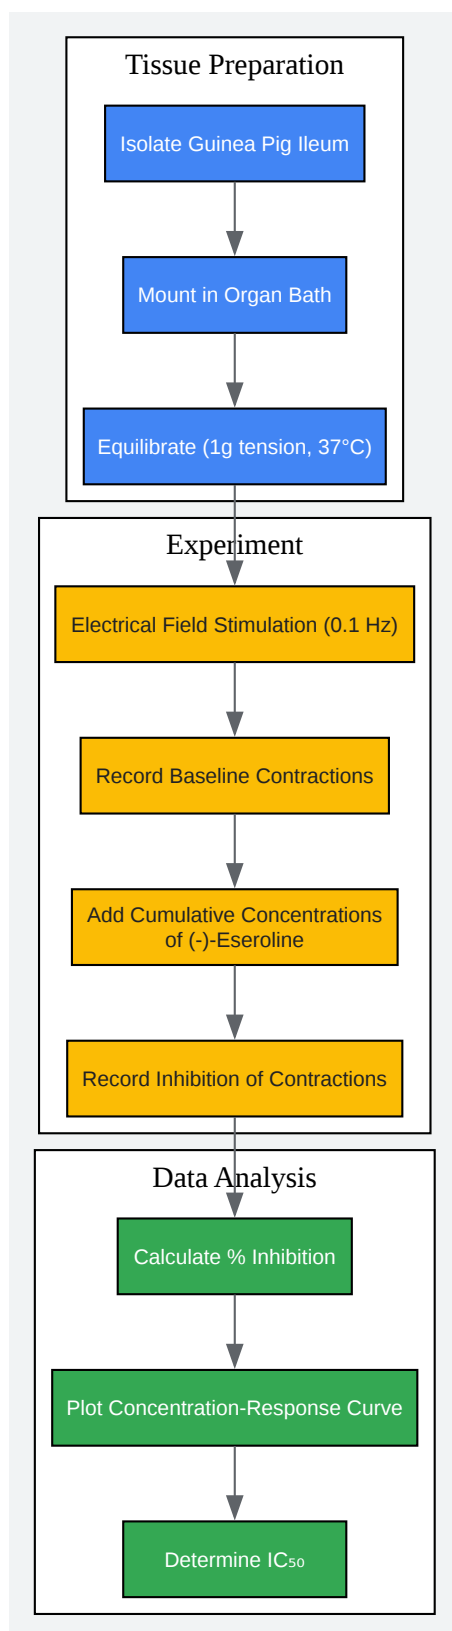 Tissue Preparation
Isolate Guinea Pig Ileum
Mount in Organ Bath
Equilibrate (1g tension, 37°C)
Experiment
Electrical Field Stimulation (0.1 Hz)
Record Baseline Contractions
Add Cumulative Concentrations
of (-)-Eseroline
Record Inhibition of Contractions
Data Analysis
Calculate % Inhibition
Plot Concentration-Response Curve
Determine IC₅₀